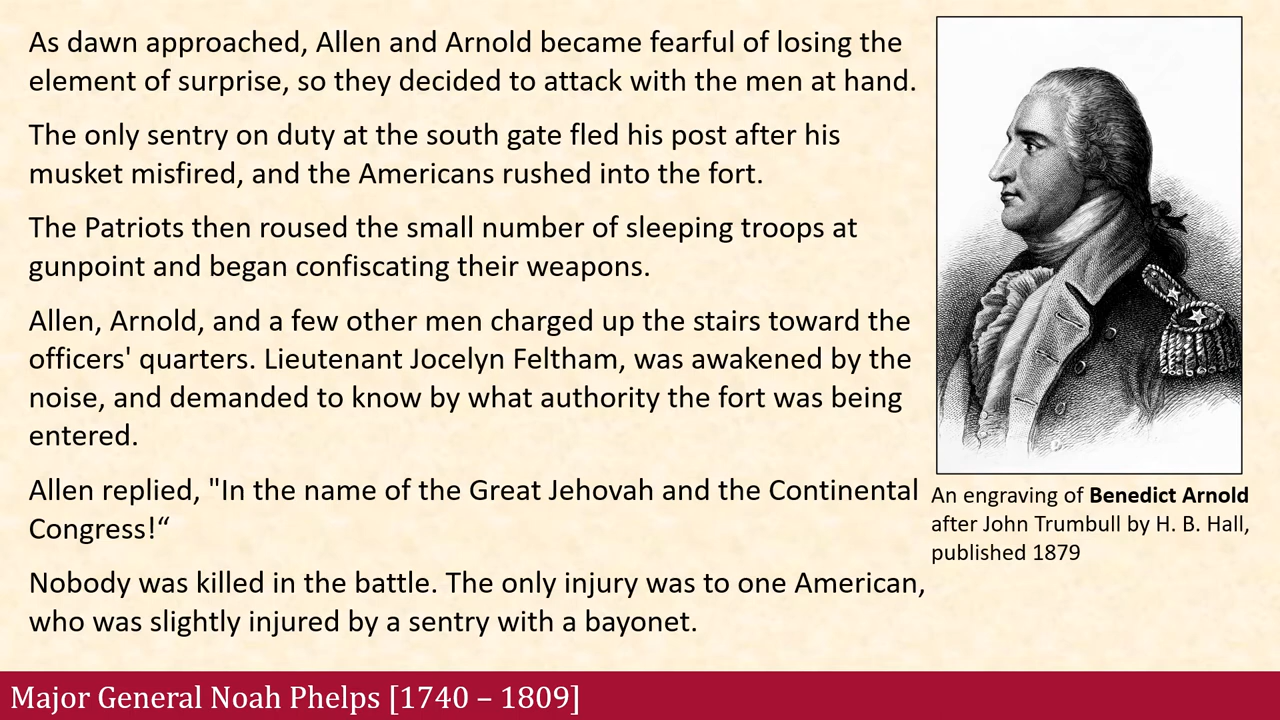 As dawn approached, Allen and Arnold became fearful of losing the
element of surprise, so they decided to attack with the men at hand.
The only sentry on duty at the south gate fled his post after his
musket misfired, and the Americans rushed into the fort.
The Patriots then roused the small number of sleeping troops at
gunpoint and began confiscating their weapons.
Allen, Arnold, and a few other men charged up the stairs toward the
officers' quarters. Lieutenant Jocelyn Feltham, was awakened by the
noise, and demanded to know by what authority the fort was being
entered.
Allen replied, "In the name of the Great Jehovah and the Continental
Congress!“
Nobody was killed in the battle. The only injury was to one American,
who was slightly injured by a sentry with a bayonet.
An engraving of Benedict Arnold
after John Trumbull by H. B. Hall,
published 1879
Major General Noah Phelps [1740 – 1809]